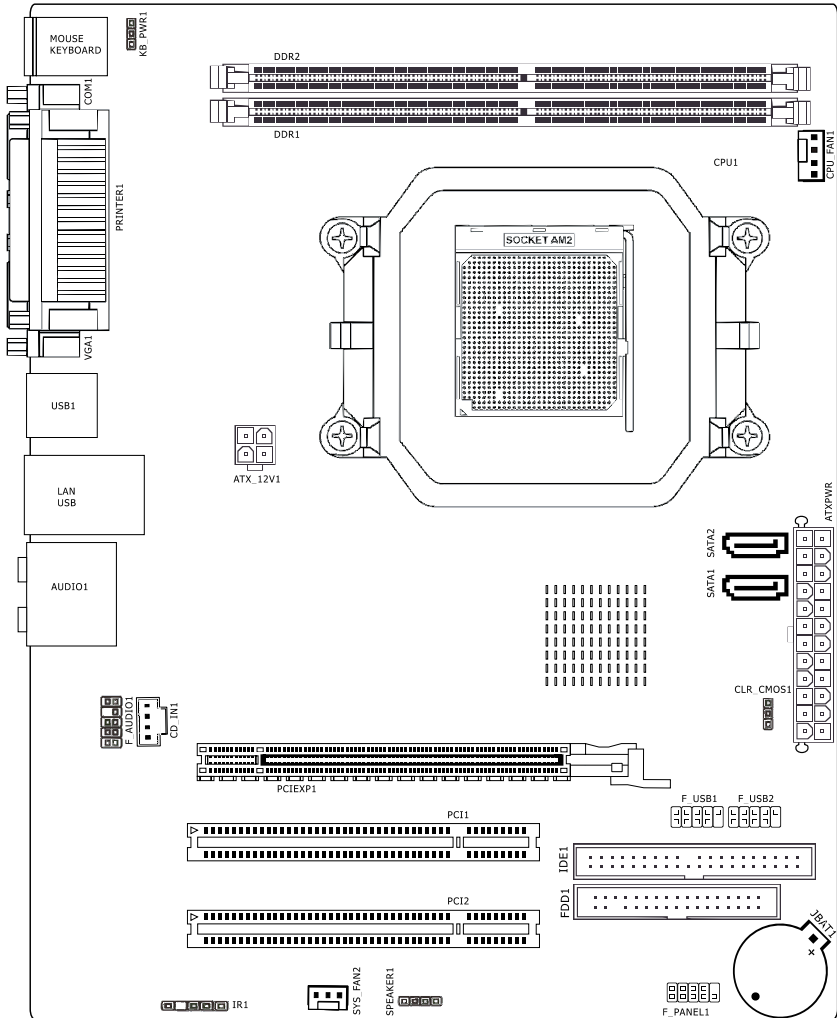 MOUSE
KEYBOARD
KB_PWR1
DDR2
COM1
DDR1
CPU1
CPU_FAN1
PRINTER1
SOCKET AM2
VGA1
USB1
ATX_12V1
LAN
USB
ATXPWR
SATA2
SATA1
AUDIO1
CLR_CMOS1
F_AUDIO1
CD_IN1
PCIEXP1
F_USB1
F_USB2
PCI1
IDE1
FDD1
PCI2
JBAT1
IR1
SYS_FAN2
SPEAKER1
F_PANEL1